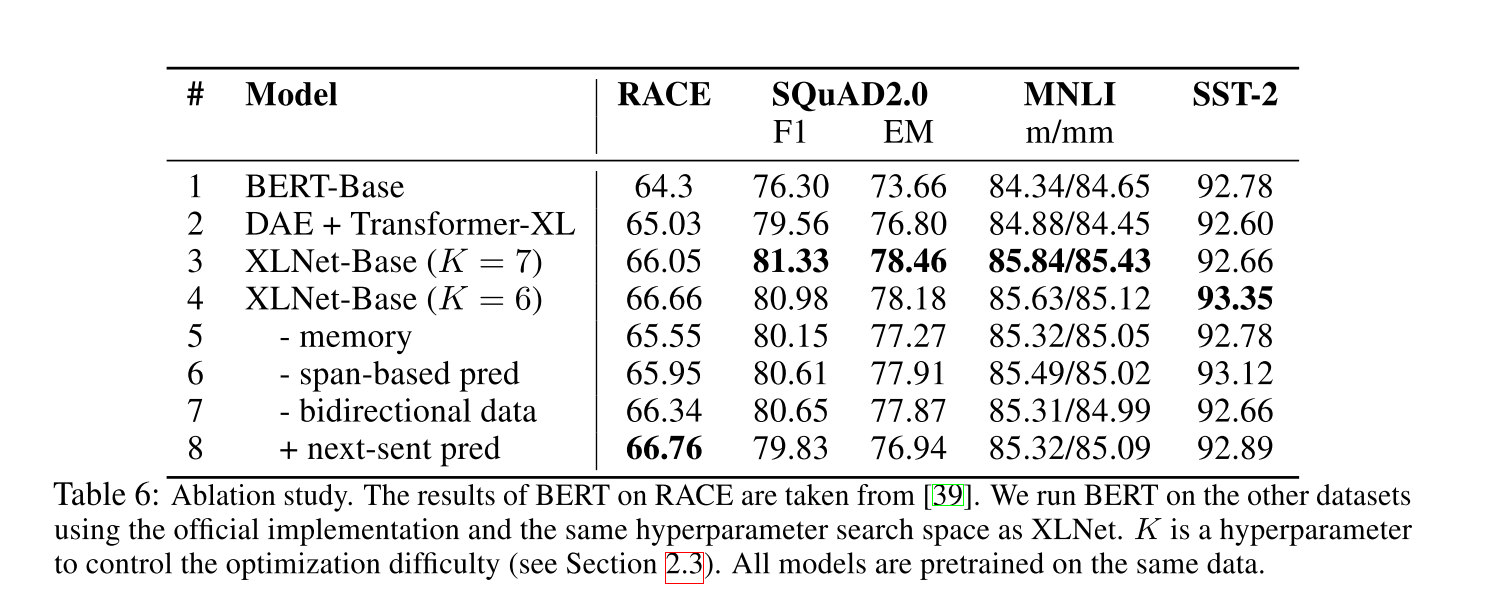 # Model RACE SQuAD2.0 MNLI SST-2
F1 EM m/mm
1 BERT-Base 64.3 76.30 73.66 84.34/84.65 92.78
2 DAE + Transformer-XL 65.03 79.56 76.80 84.88/84.45 92.60
3 XLNet-Base (K = 7) 66.05 81.33 78.46 85.84/85.43 92.66
4 XLNet-Base (K = 6) 66.66 80.98 78.18 85.63/85.12 93.35
5 - memory 65.55 80.15 77.27 85.32/85.05 92.78
6 - span-based pred 65.95 80.61 77.91 85.49/85.02 93.12
7 - bidirectional data 66.34 80.65 77.87 85.31/84.99 92.66
8 + next-sent pred 66.76 79.83 76.94 85.32/85.09 92.89
Table 6: Ablation study. The results of BERT on RACE are taken from [39]. We run BERT on the other datasets
using the official implementation and the same hyperparameter search space as XLNet. K is a hyperparameter
to control the optimization difficulty (see Section 2.3). All models are pretrained on the same data.